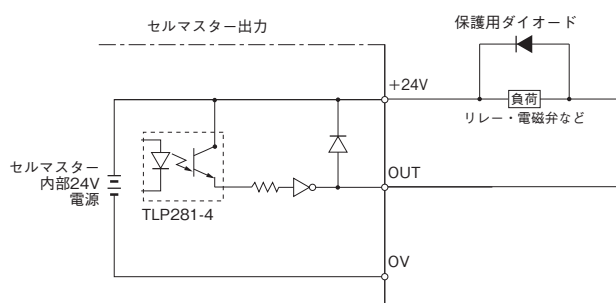 セルマスター出力
保護用ダイオード
+24V
負荷
リレー・電磁弁など
セルマスター
内部24V
電源
OUT
TLP281-4
0V